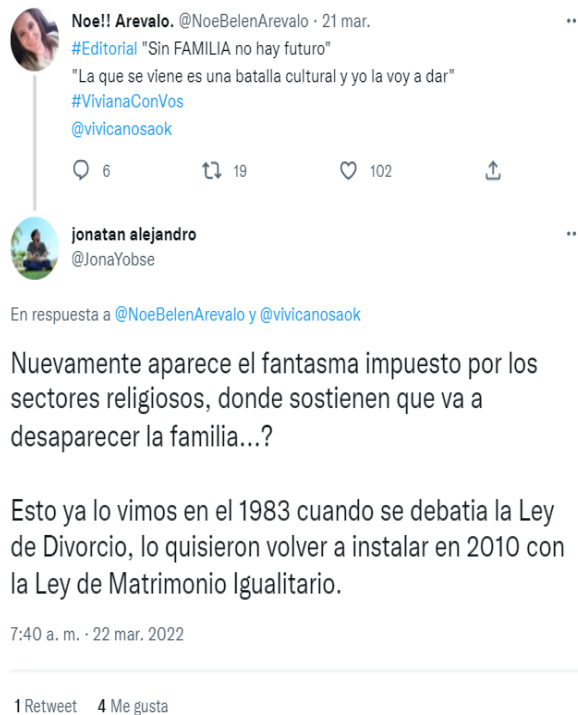 Noe!! Arevalo. @NoeBelenArevalo · 21 mar.
#Editorial "Sin FAMILIA no hay futuro"
"La que se viene es una batalla cultural y yo la voy a dar"
#VivianaConVos
@vivicanosaok
6 19 102
jonatan alejandro
@JonaYobse
En respuesta a @NoeBelenArevalo y @vivicanosaok
Nuevamente aparece el fantasma impuesto por los
sectores religiosos, donde sostienen que va a
desaparecer la familia...?
Esto ya lo vimos en el 1983 cuando se debatia la Ley
de Divorcio, lo quisieron volver a instalar en 2010 con
la Ley de Matrimonio Igualitario.
7:40 a. m. · 22 mar. 2022
1 Retweet 4 Me gusta